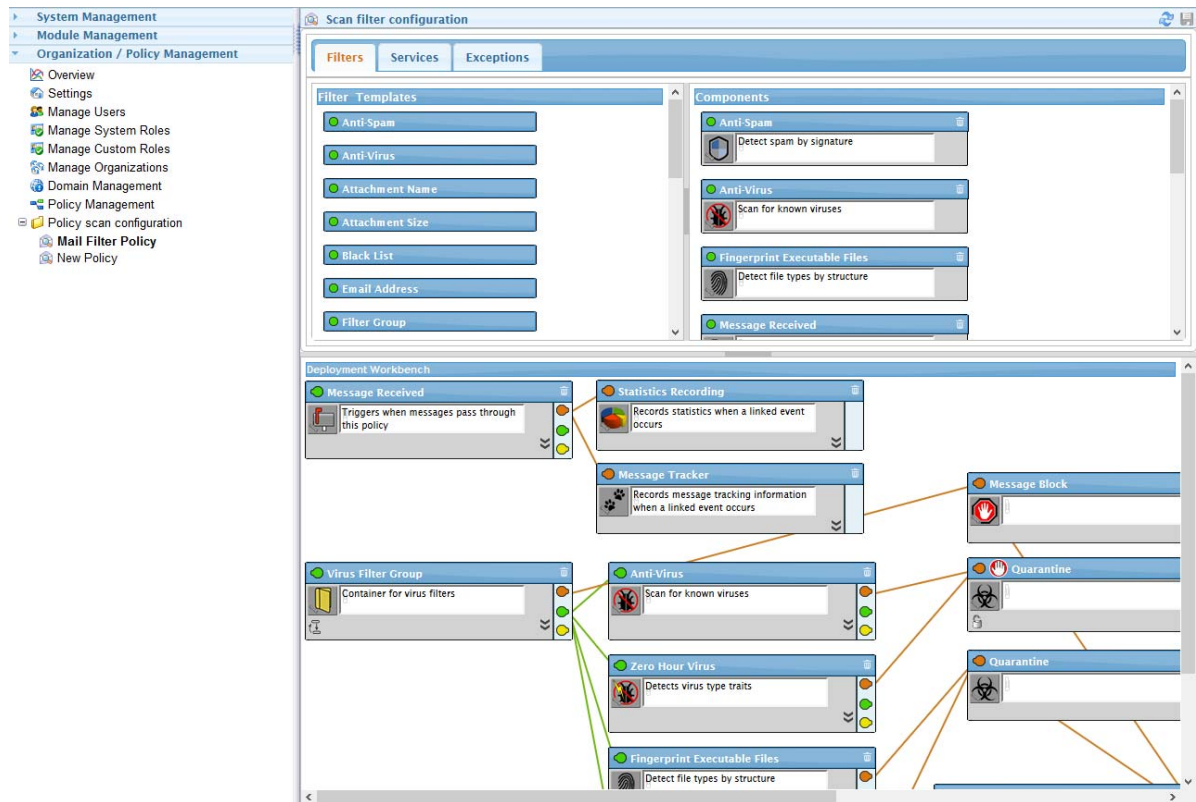 System Management
Module Management
Organization / Policy Management
Overview
Settings
Manage Users
Manage System Roles
Manage Custom Roles
Manage Organizations
Domain Management
Policy Management
Policy scan configuration
Mail Filter Policy
New Policy
Scan filter configuration
Filters
Services
Exceptions
Filter Templates
Anti-Spam
Anti-Virus
Attachment Name
Attachment Size
Black List
Email Address
Filter Group
Components
Anti-Spam
Detect spam by signature
Anti-Virus
Scan for known viruses
Fingerprint Executable Files
Detect file types by structure
Message Received
Deployment Workbench
Message Received
Triggers when messages pass through
this policy
Statistics Recording
Records statistics when a linked event
occurs
Message Tracker
Records message tracking information
when a linked event occurs
Message Block
Virus Filter Group
Container for virus filters
Anti-Virus
Scan for known viruses
Quarantine
Zero Hour Virus
Detects virus type traits
Quarantine
Fingerprint Executable Files
Detect file types by structure